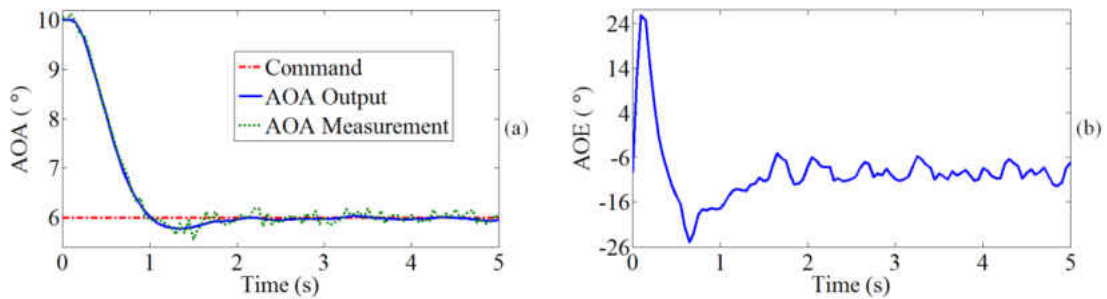 10
9
8
7
6
AOA ( °)
Command
AOA Output
AOA Measurement
(a)
0 1 2 3 4 5
Time (s)
24
14
4
-6
-16
-26
AOE ( °)
(b)
0 1 2 3 4 5
Time (s)